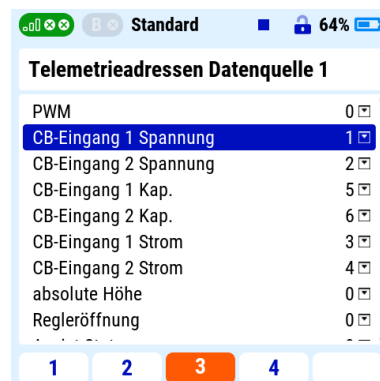 B Standard 64%
Telemetrieadressen Datenquelle 1
PWM 0
CB-Eingang 1 Spannung 1
CB-Eingang 2 Spannung 2
CB-Eingang 1 Kap. 5
CB-Eingang 2 Kap. 6
CB-Eingang 1 Strom 3
CB-Eingang 2 Strom 4
absolute Höhe 0
Regleröffnung 0
1 2 3 4